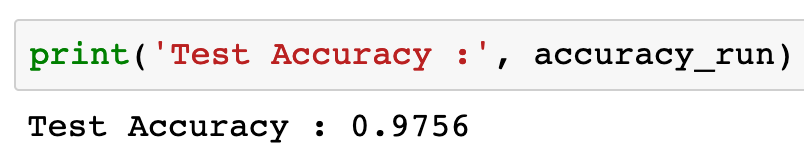 print('Test Accuracy :', accuracy_run)
Test Accuracy : 0.9756